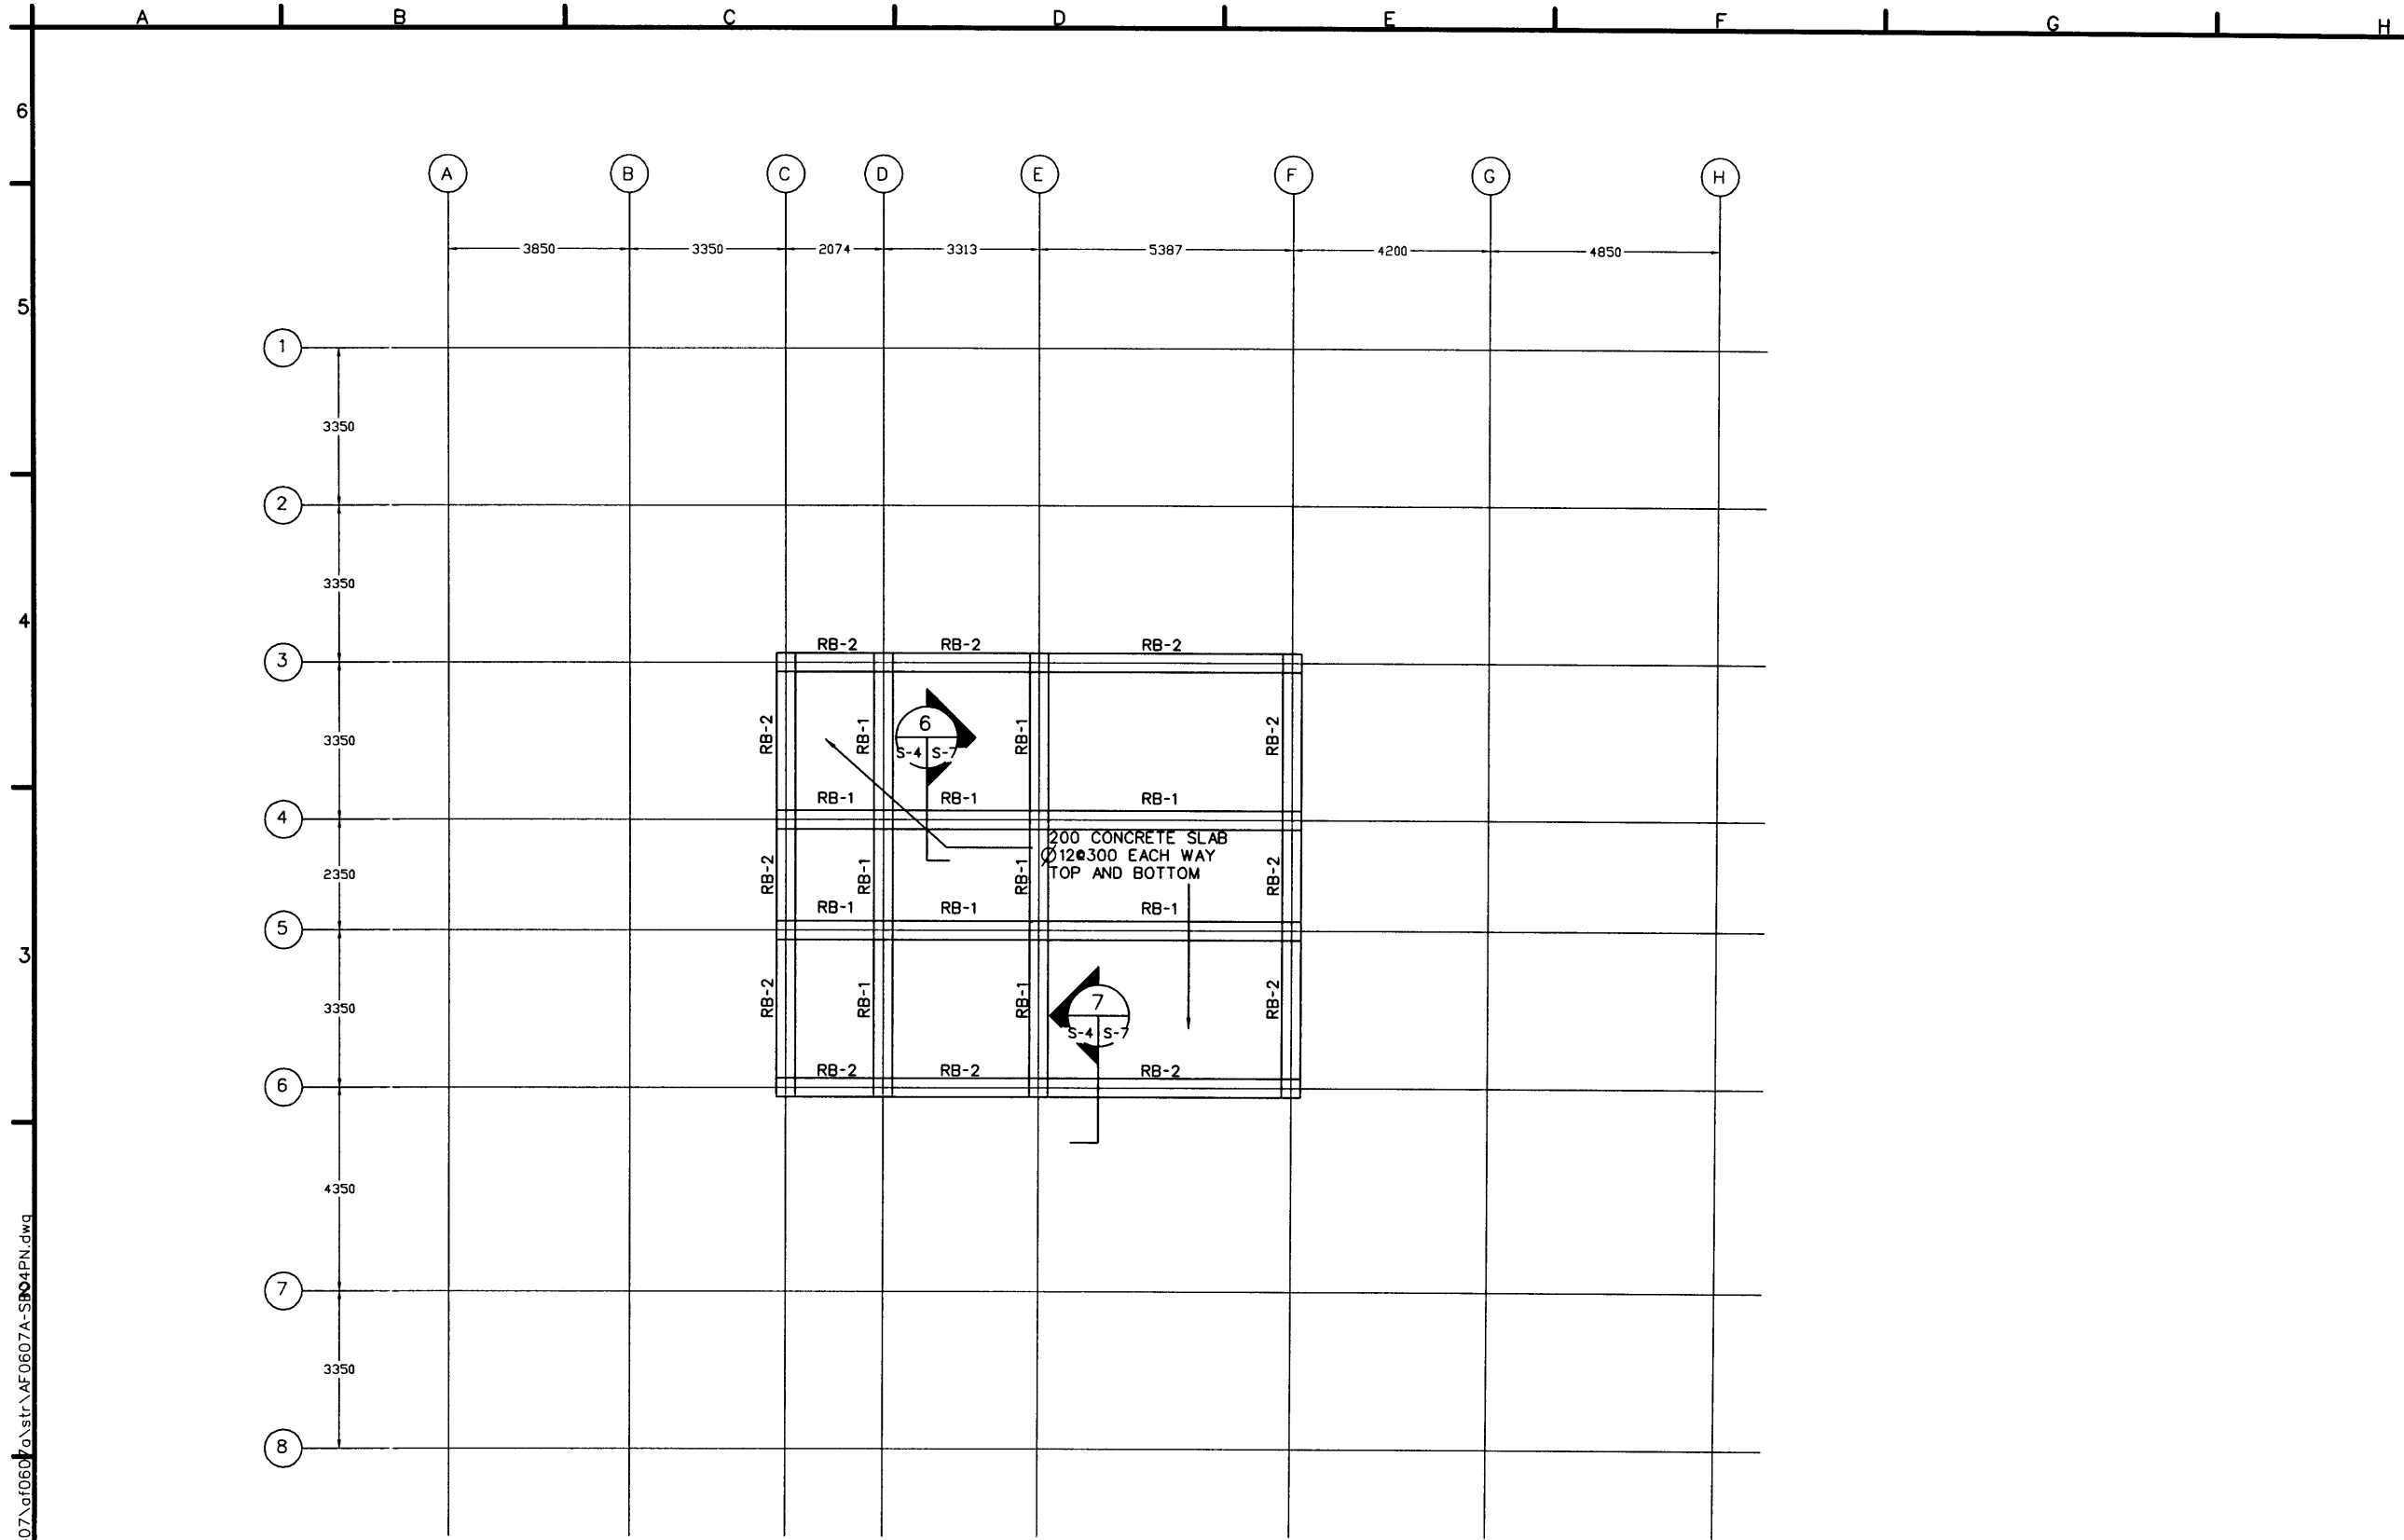 A B C D E F G H
6
A B C D E F G H
3850 3350 2074 3313 5387 4200 4850
5
1
3350
2
3350
4
RB-2 RB-2 RB-2
3
RB-2 RB-1 RB-1 RB-2
6
S-4 S-7
3350
RB-1 RB-1 RB-1
4
200 CONCRETE SLAB
Ø12@300 EACH WAY
TOP AND BOTTOM
RB-2 RB-1 RB-1 RB-2
2350
RB-1 RB-1 RB-1
5
3
RB-2 RB-1 RB-1 RB-2
7
S-4 S-7
3350
RB-2 RB-2 RB-2
6
4350
7
2
3350
8